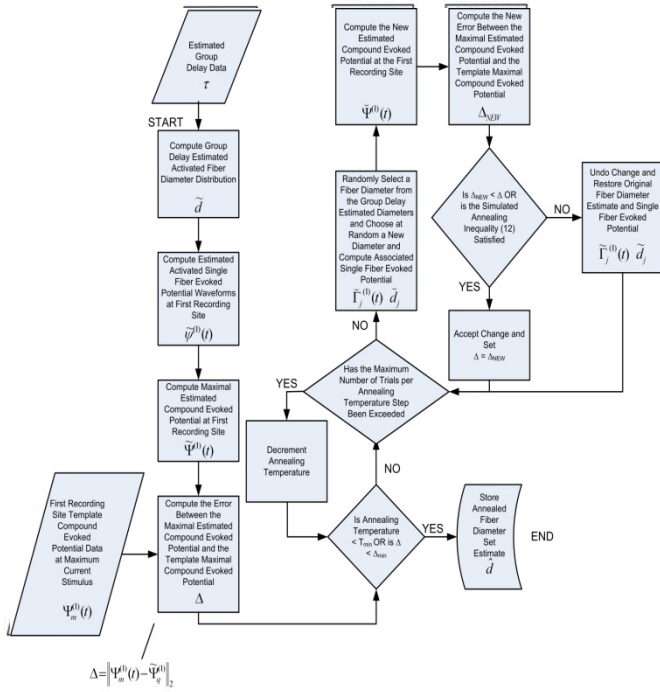 Estimated
Group
Delay Data
τ
START
Compute Group
Delay Estimated
Activated Fiber
Diameter Distribution
d̃
Compute Estimated
Activated Single
Fiber Evoked
Potential Waveforms
at First Recording
Site
ψ̃⁽¹⁾(t)
Compute Maximal
Estimated
Compound Evoked
Potential at First
Recording Site
Ψ̃⁽¹⁾(t)
First Recording
Site Template
Compound
Evoked
Potential Data
at Maximum
Current
Stimulus
Ψₘ⁽¹⁾(t)
Compute the Error
Between the
Maximal Estimated
Compound Evoked
Potential and the
Template Maximal
Compound Evoked
Potential
Δ
Δ=‖Ψₘ⁽¹⁾(t)−Ψ̃_q⁽¹⁾‖₂
Compute the New
Estimated
Compound Evoked
Potential at the First
Recording Site
Ψ̆⁽¹⁾(t)
Compute the New
Error Between the
Maximal Estimated
Compound Evoked
Potential and the
Template Maximal
Compound Evoked
Potential
Δ_NEW
Randomly Select a
Fiber Diameter from
the Group Delay
Estimated Diameters
and Choose at
Random a New
Diameter and
Compute Associated
Single Fiber Evoked
Potential
Γ̆ⱼ⁽¹⁾(t) d̆ⱼ
Is Δ_NEW < Δ OR
is the Simulated
Annealing
Inequality (12)
Satisfied
NO
Undo Change and
Restore Original
Fiber Diameter
Estimate and Single
Fiber Evoked
Potential
Γ̃ⱼ⁽¹⁾(t) d̃ⱼ
YES
Accept Change and
Set
Δ = Δ_NEW
NO
Has the Maximum
Number of Trials per
Annealing
Temperature Step
Been Exceeded
YES
Decrement
Annealing
Temperature
NO
Is Annealing
Temperature
< T_min OR is Δ
< Δ_min
YES
Store
Annealed
Fiber
Diameter
Set
Estimate
d̂
END